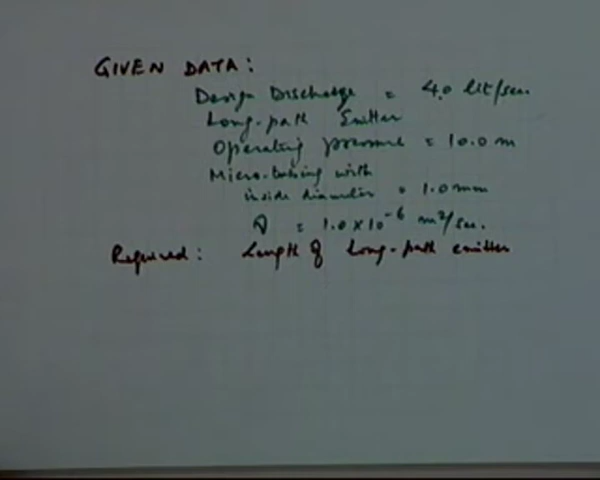 GIVEN DATA:
Design Discharge = 4.0 lit/sec.
Long-path Emitter
Operating pressure = 10.0 m
Micro-tubing with
inside diameter = 1.0 mm
ν = 1.0 x 10⁻⁶ m²/sec.
Required: Length of Long-path emitter